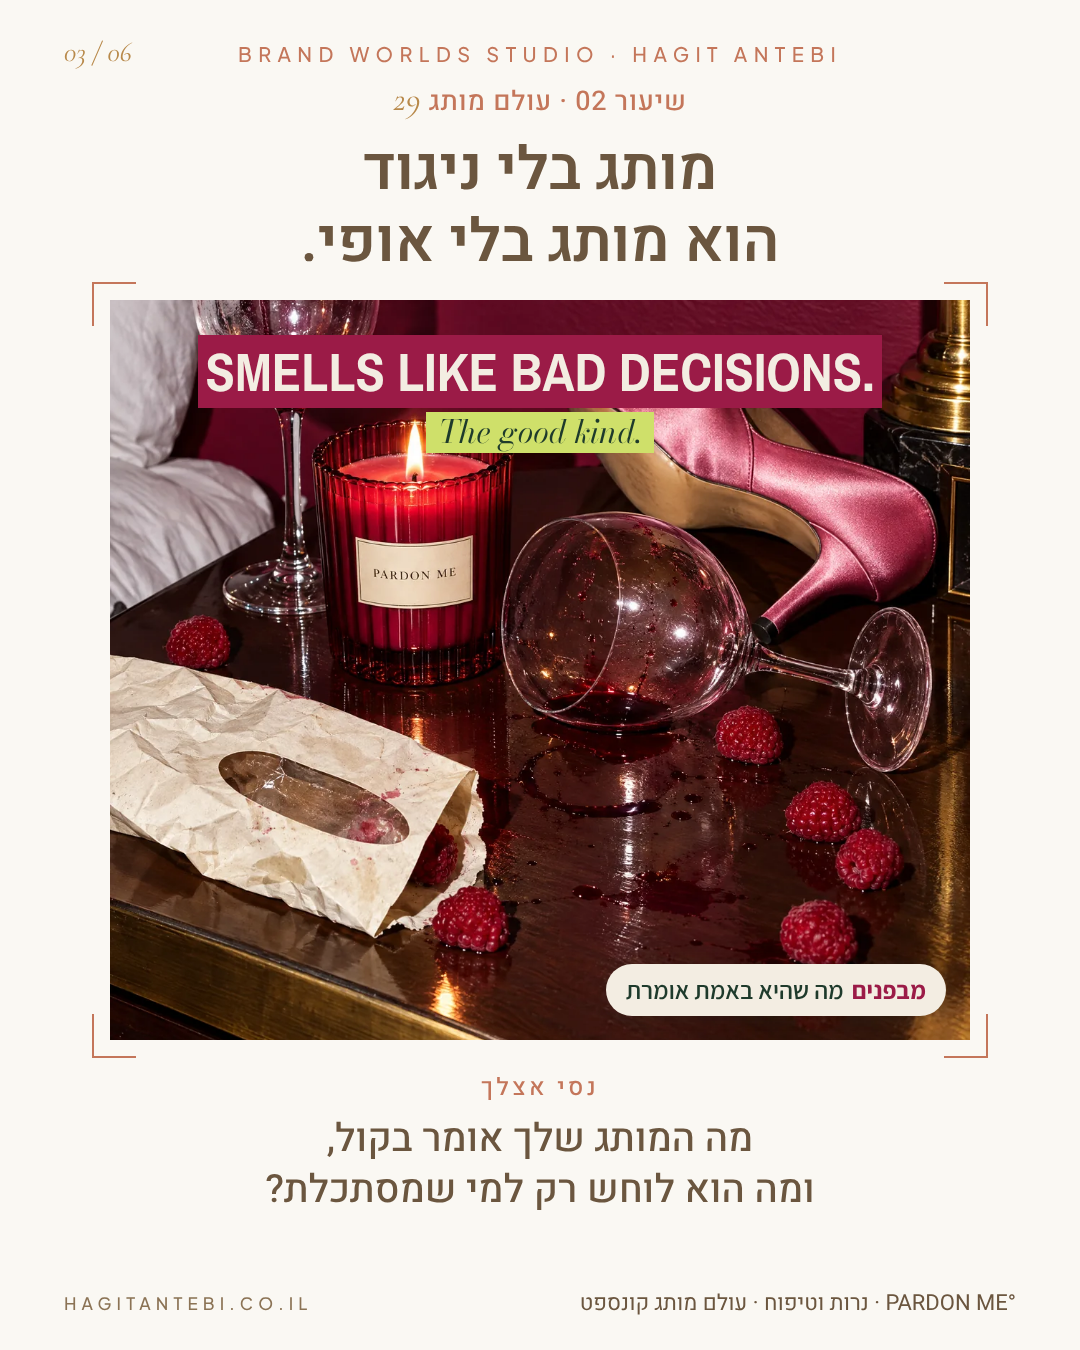 03 / 06
BRAND WORLDS STUDIO · HAGIT ANTEBI
שיעור 02 · עולם מותג 29
מותג בלי ניגוד
הוא מותג בלי אופי.
SMELLS LIKE BAD DECISIONS.
The good kind.
PARDON ME
מבפנים מה שהיא באמת אומרת
נסי אצלך
מה המותג שלך אומר בקול,
ומה הוא לוחש רק למי שמסתכלת?
HAGITANTEBI.CO.IL
PARDON ME° · נרות וטיפוח · עולם מותג קונספט